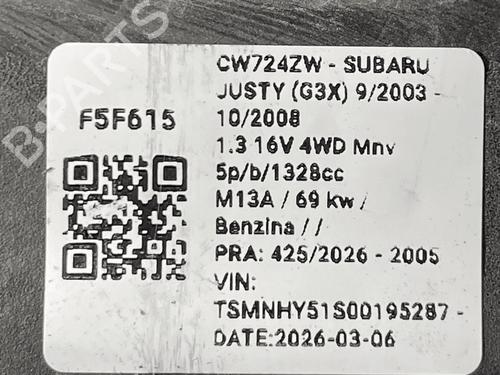 F5F615
CW724ZW - SUBARU
JUSTY (G3X) 9/2003 -
10/2008
1.3 16V 4WD Mnv
5p/b/1328cc
M13A / 69 kw /
Benzina / /
PRA: 425/2026 - 2005
VIN:
TSMNHY51S00195287 -
DATE:2026-03-06
B-PARTS